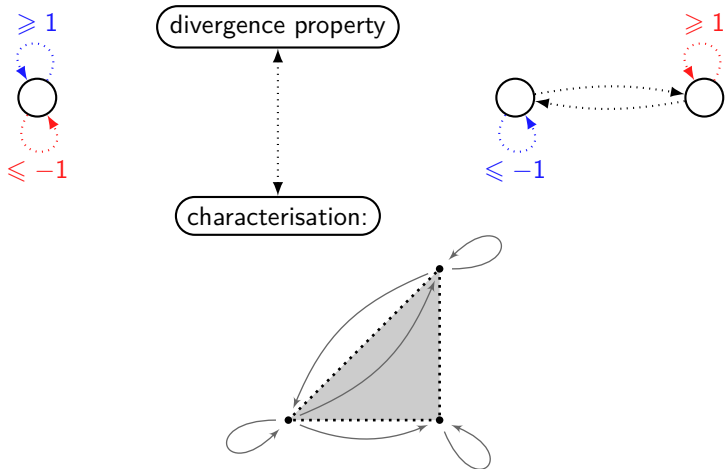 ⩾ 1
divergence property
⩾ 1
⩽ −1
⩽ −1
characterisation: